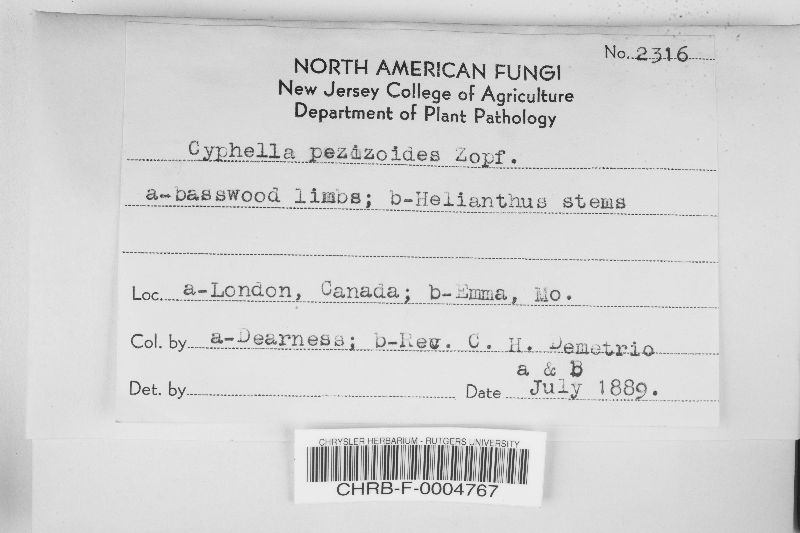 No. 2316
NORTH AMERICAN FUNGI
New Jersey College of Agriculture
Department of Plant Pathology
Cyphella pezizoides Zopf.
a-basswood limbs; b-Helianthus stems
Loc. a-London, Canada; b-Emma, Mo.
Col. by a-Dearness; b-Rev. C. H. Demetrio
a & B
Det. by Date July 1889.
CHRYSLER HERBARIUM - RUTGERS UNIVERSITY
CHRB-F-0004767